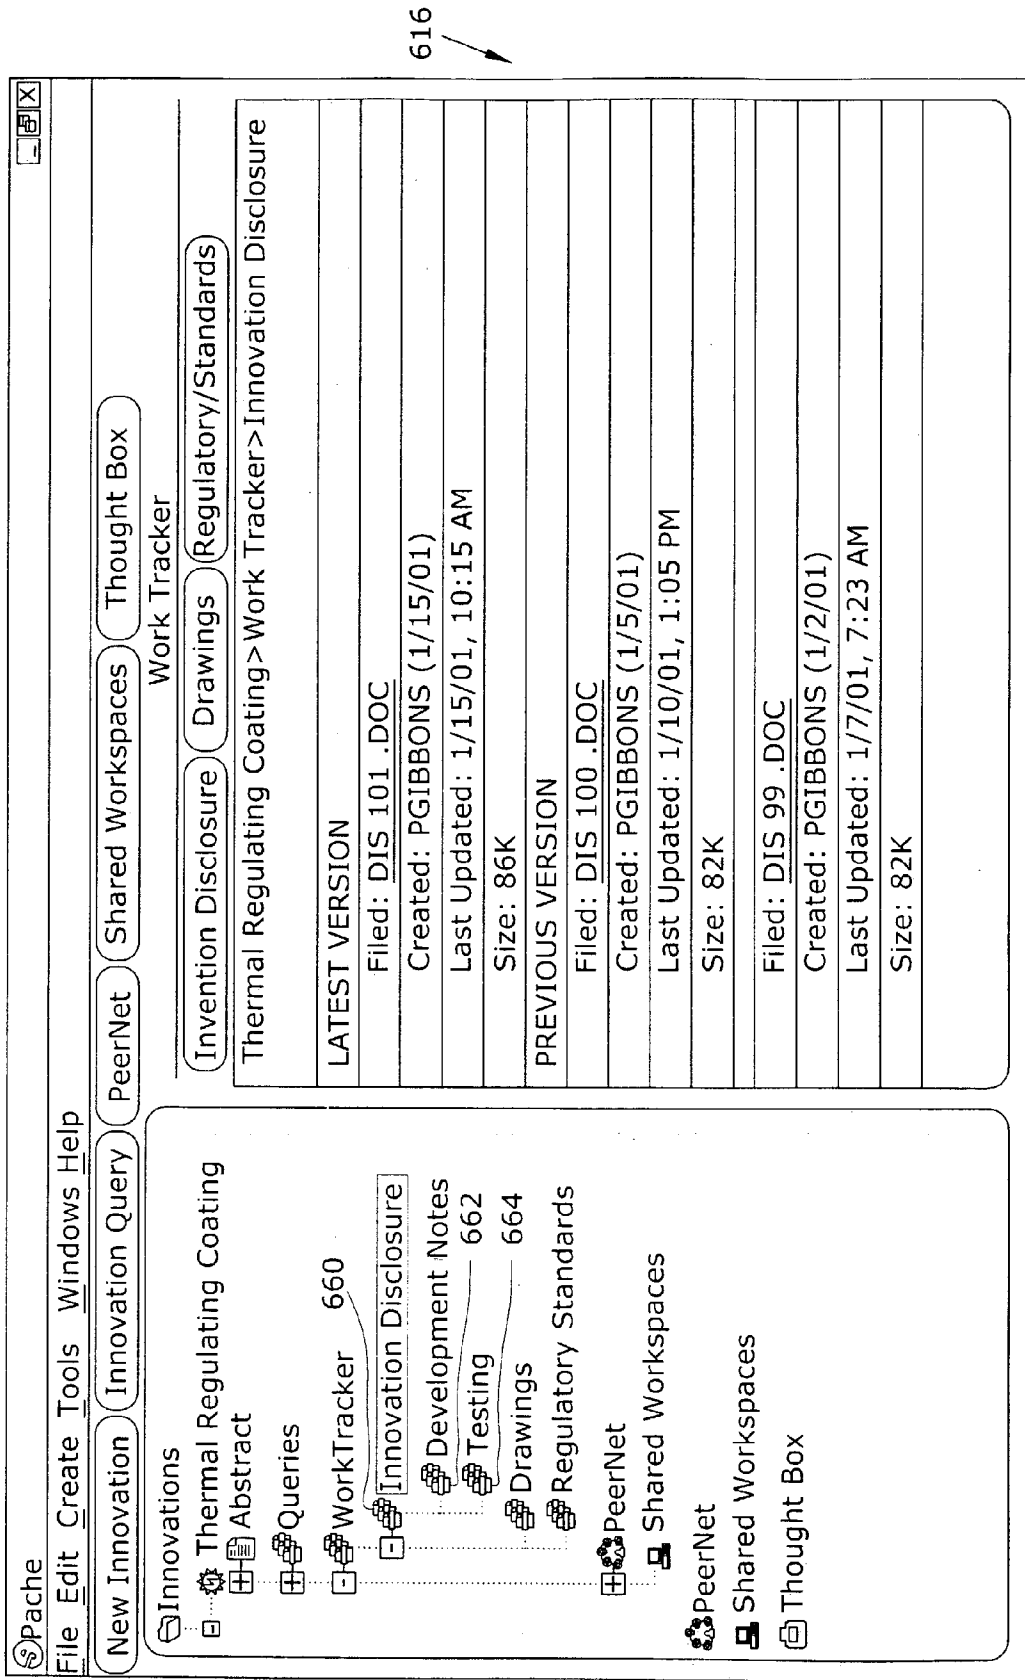 616
Pache
File Edit Create Tools Windows Help
New Innovation Innovation Query PeerNet Shared Workspaces Thought Box
Work Tracker
Invention Disclosure Drawings Regulatory/Standards
Thermal Regulating Coating>Work Tracker>Innovation Disclosure
LATEST VERSION
Filed: DIS 101 .DOC
Created: PGIBBONS (1/15/01)
Last Updated: 1/15/01, 10:15 AM
Size: 86K
PREVIOUS VERSION
Filed: DIS 100 .DOC
Created: PGIBBONS (1/5/01)
Last Updated: 1/10/01, 1:05 PM
Size: 82K
Filed: DIS 99 .DOC
Created: PGIBBONS (1/2/01)
Last Updated: 1/7/01, 7:23 AM
Size: 82K
Innovations
Thermal Regulating Coating
Abstract
Queries
660
WorkTracker
Innovation Disclosure
Development Notes
662
Testing
664
Drawings
Regulatory Standards
PeerNet
Shared Workspaces
PeerNet
Shared Workspaces
Thought Box